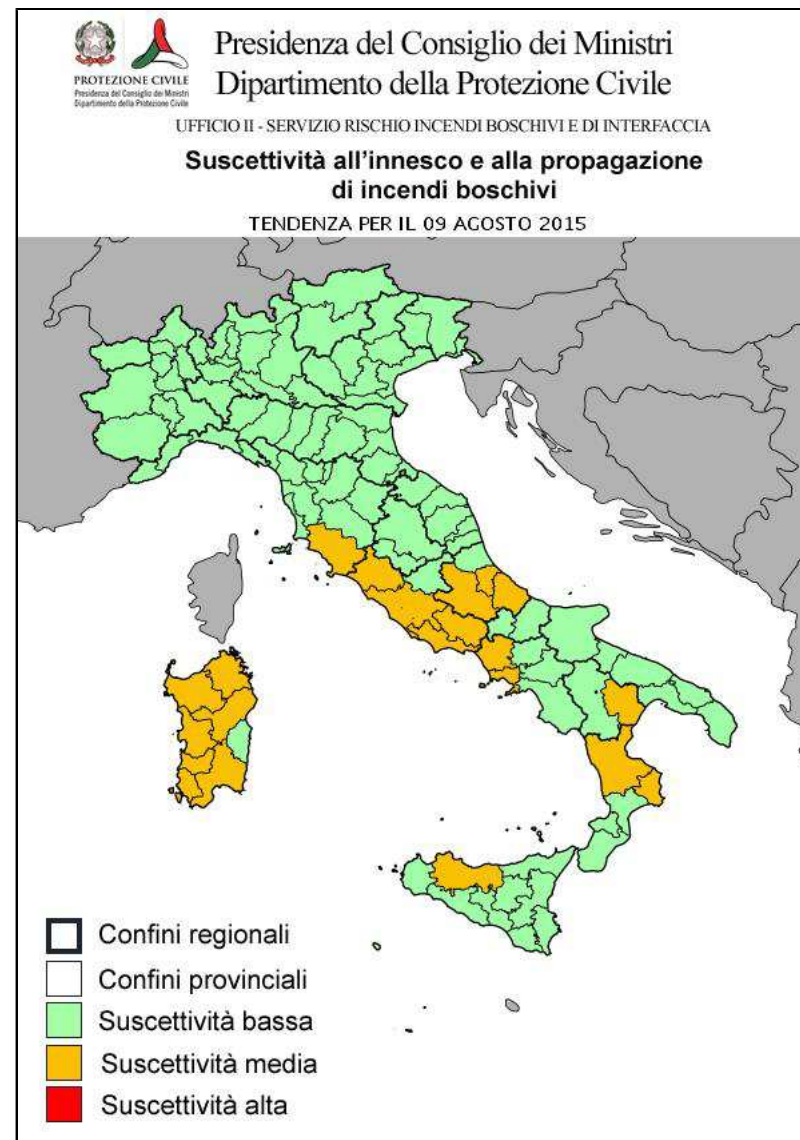 PROTEZIONE CIVILE
Presidenza del Consiglio dei Ministri
Dipartimento della Protezione Civile
Presidenza del Consiglio dei Ministri
Dipartimento della Protezione Civile
UFFICIO II - SERVIZIO RISCHIO INCENDI BOSCHIVI E DI INTERFACCIA
Suscettività all'innesco e alla propagazione
di incendi boschivi
TENDENZA PER IL 09 AGOSTO 2015
Confini regionali
Confini provinciali
Suscettività bassa
Suscettività media
Suscettività alta